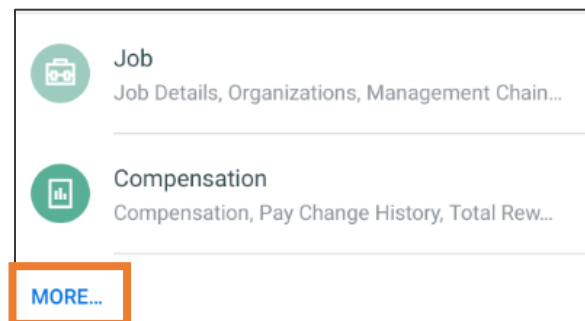 Job
Job Details, Organizations, Management Chain...
Compensation
Compensation, Pay Change History, Total Rew...
MORE...